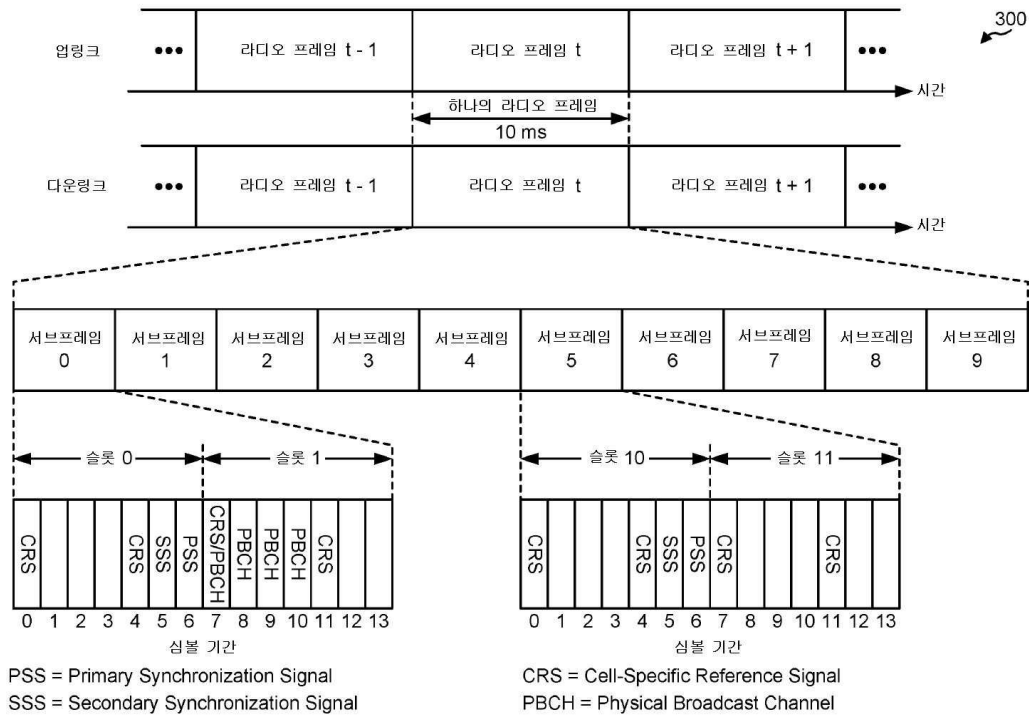 300
업링크 ••• 라디오 프레임 t - 1 라디오 프레임 t 라디오 프레임 t + 1 •••
시간
하나의 라디오 프레임
10 ms
다운링크 ••• 라디오 프레임 t - 1 라디오 프레임 t 라디오 프레임 t + 1 •••
시간
서브프레임 서브프레임 서브프레임 서브프레임 서브프레임 서브프레임 서브프레임 서브프레임 서브프레임 서브프레임
0 1 2 3 4 5 6 7 8 9
슬롯 0 슬롯 1 슬롯 10 슬롯 11
CRS CRS SSS PSS CRS/PBCH PBCH PBCH PBCH CRS CRS CRS SSS PSS CRS CRS
0 1 2 3 4 5 6 7 8 9 10 11 12 13 0 1 2 3 4 5 6 7 8 9 10 11 12 13
심볼 기간 심볼 기간
PSS = Primary Synchronization Signal CRS = Cell-Specific Reference Signal
SSS = Secondary Synchronization Signal PBCH = Physical Broadcast Channel